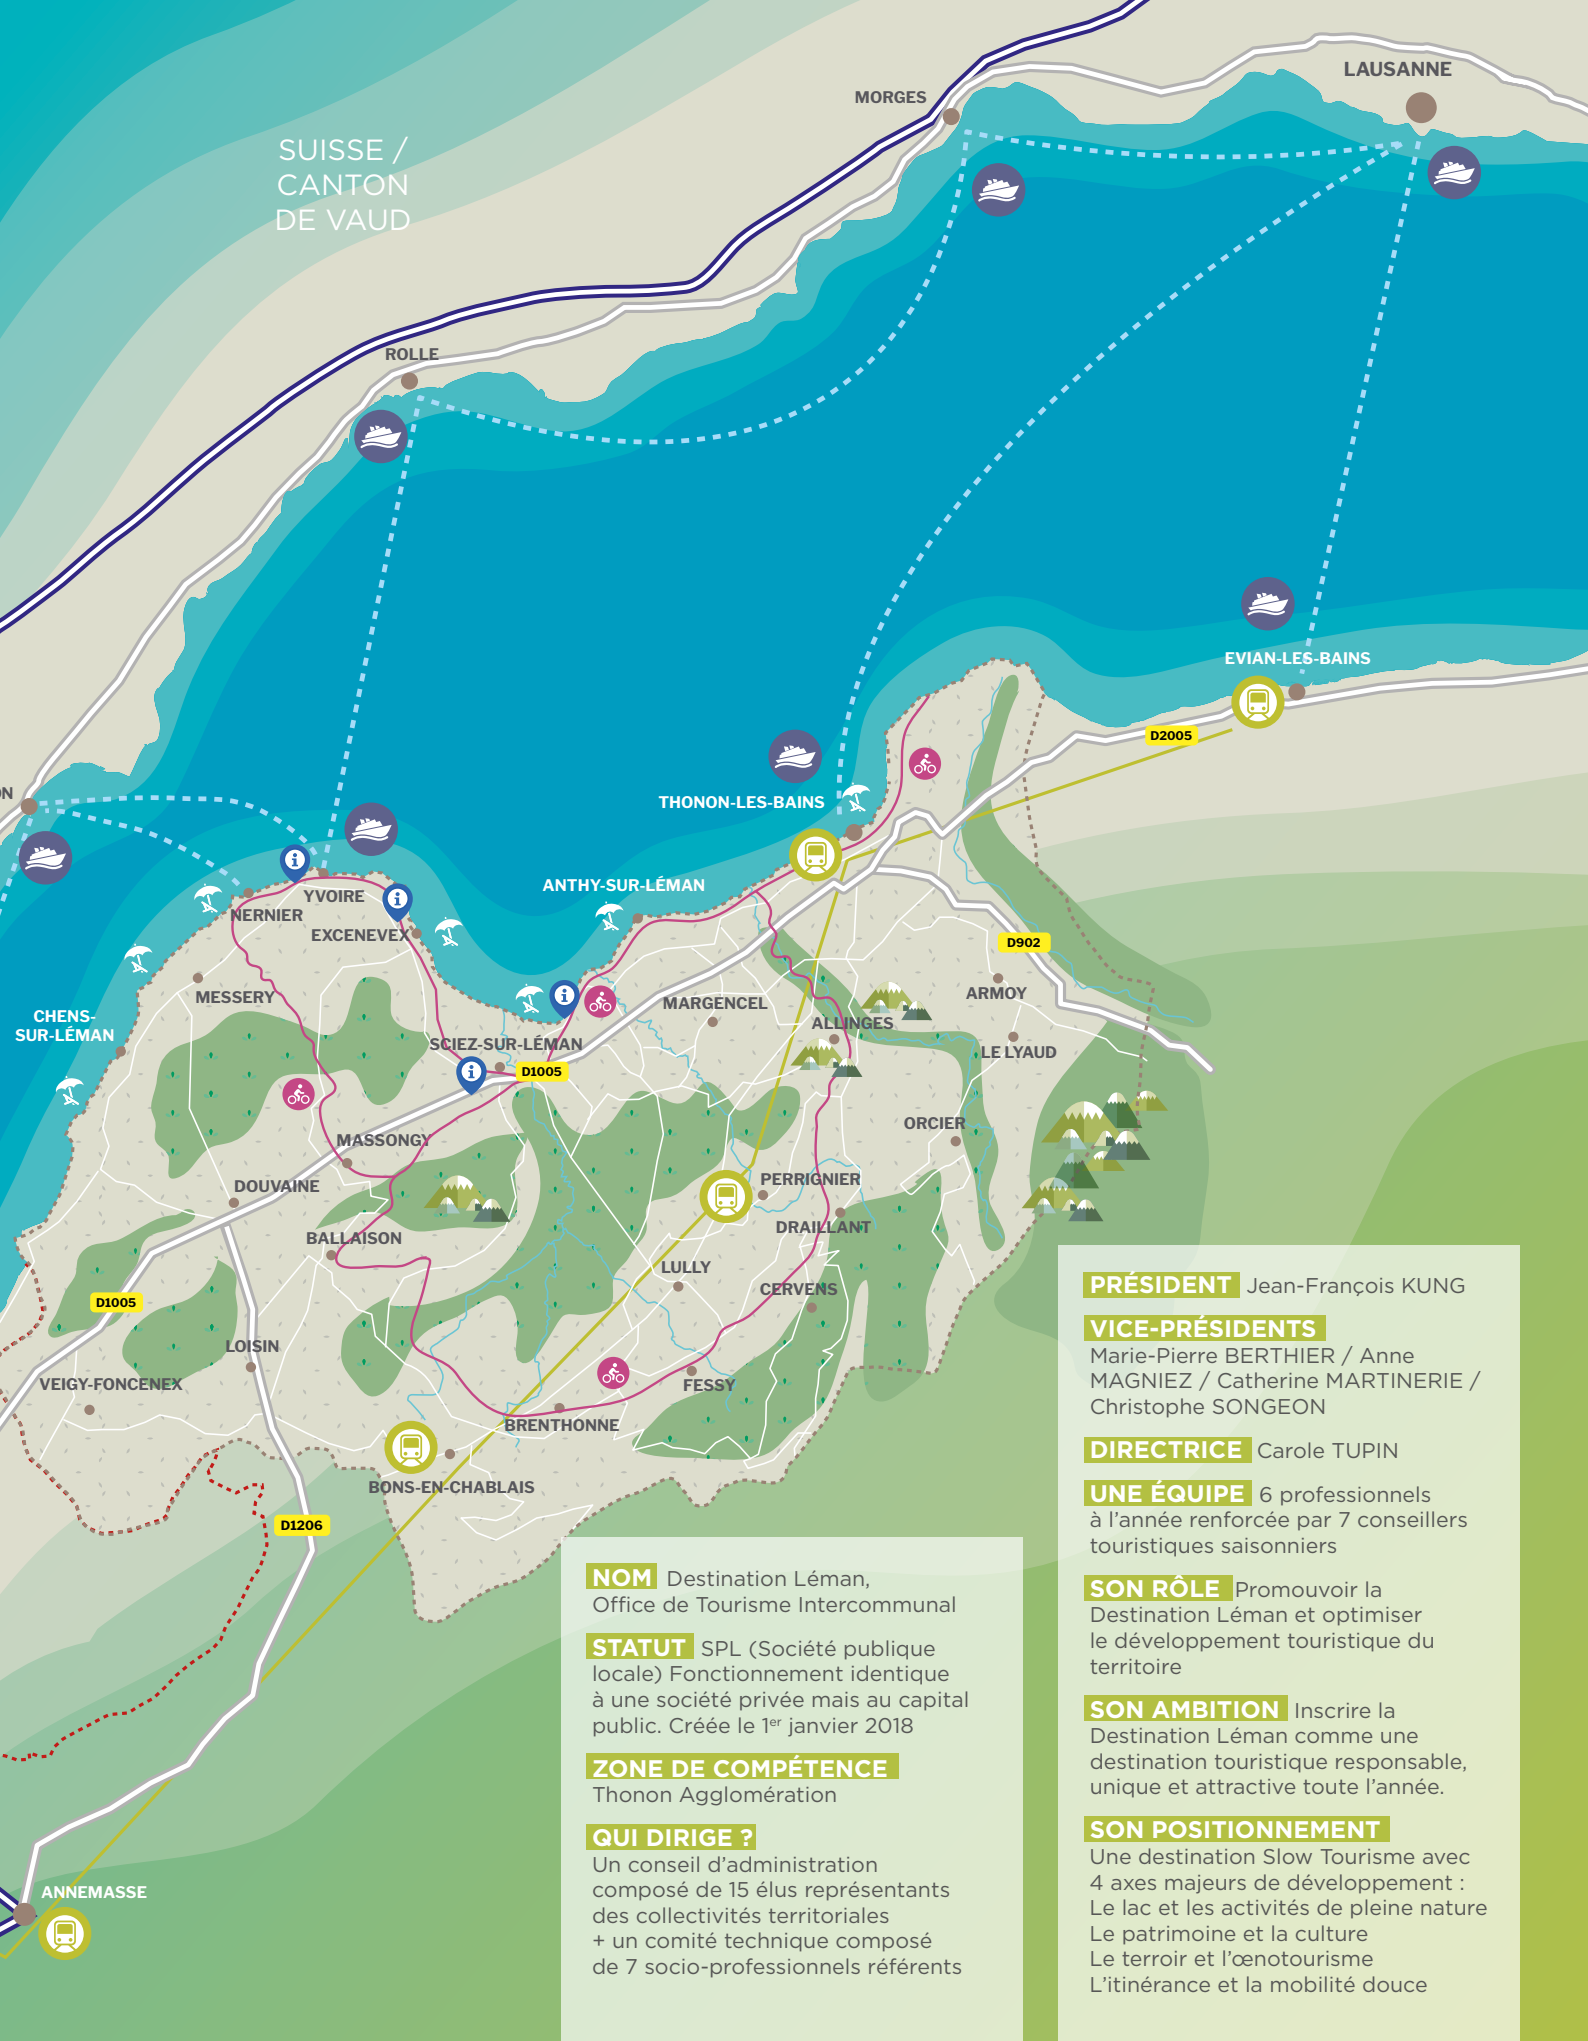 LAUSANNE
MORGES
SUISSE /
CANTON
DE VAUD
ROLLE
EVIAN-LES-BAINS
D2005
ON
THONON-LES-BAINS
ANTHY-SUR-LÉMAN
YVOIRE
NERNIER
EXCENEVEX
D902
MESSERY
MARGENCEL
ARMOY
CHENS-
SUR-LÉMAN
ALLINGES
SCIEZ-SUR-LÉMAN
LE LYAUD
D1005
ORCIER
MASSONGY
PERRIGNIER
DOUVAINE
DRAILLANT
BALLAISON
LULLY
CERVENS
D1005
LOISIN
VEIGY-FONCENEX
FESSY
BRENTHONNE
BONS-EN-CHABLAIS
D1206
ANNEMASSE
NOM Destination Léman,
Office de Tourisme Intercommunal
STATUT SPL (Société publique
locale) Fonctionnement identique
à une société privée mais au capital
public. Créée le 1er janvier 2018
ZONE DE COMPÉTENCE
Thonon Agglomération
QUI DIRIGE ?
Un conseil d’administration
composé de 15 élus représentants
des collectivités territoriales
+ un comité technique composé
de 7 socio-professionnels référents
PRÉSIDENT Jean-François KUNG
VICE-PRÉSIDENTS
Marie-Pierre BERTHIER / Anne
MAGNIEZ / Catherine MARTINERIE /
Christophe SONGEON
DIRECTRICE Carole TUPIN
UNE ÉQUIPE 6 professionnels
à l’année renforcée par 7 conseillers
touristiques saisonniers
SON RÔLE Promouvoir la
Destination Léman et optimiser
le développement touristique du
territoire
SON AMBITION Inscrire la
Destination Léman comme une
destination touristique responsable,
unique et attractive toute l’année.
SON POSITIONNEMENT
Une destination Slow Tourisme avec
4 axes majeurs de développement :
Le lac et les activités de pleine nature
Le patrimoine et la culture
Le terroir et l’œnotourisme
L’itinérance et la mobilité douce